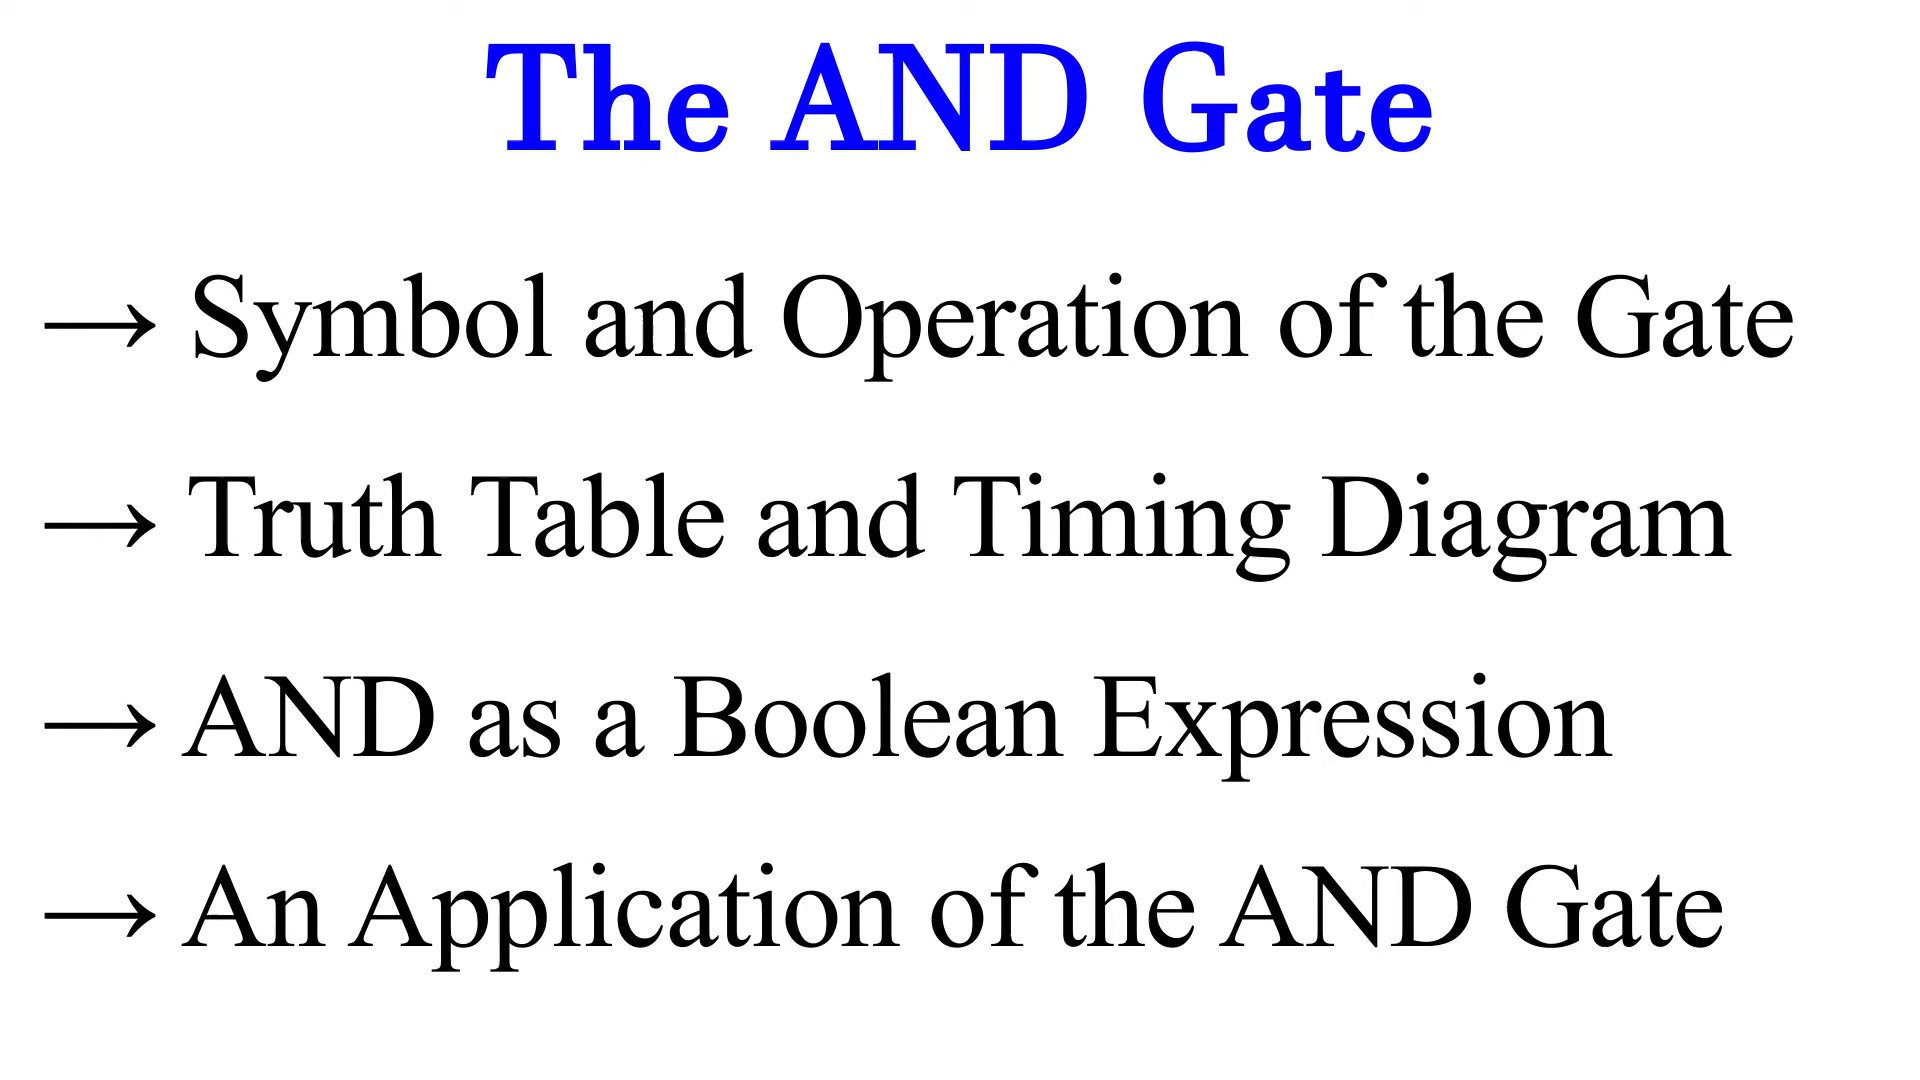 The AND Gate
→ Symbol and Operation of the Gate
→ Truth Table and Timing Diagram
→ AND as a Boolean Expression
→ An Application of the AND Gate